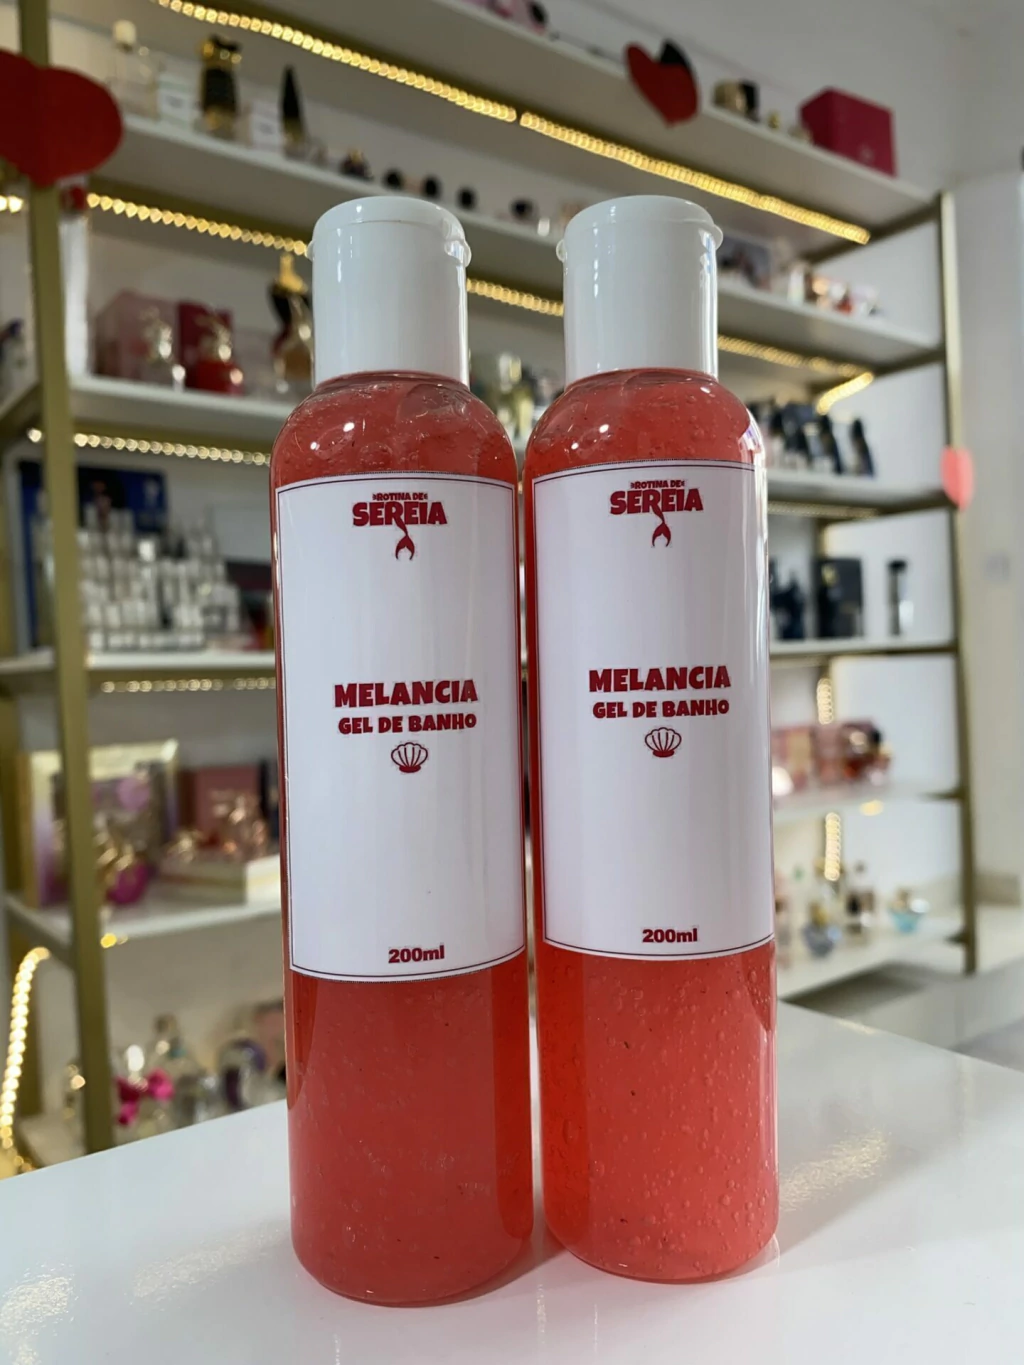 ROTINA DE
SEREIA
MELANCIA
GEL DE BANHO
200ml
ROTINA DE
SEREIA
MELANCIA
GEL DE BANHO
200ml